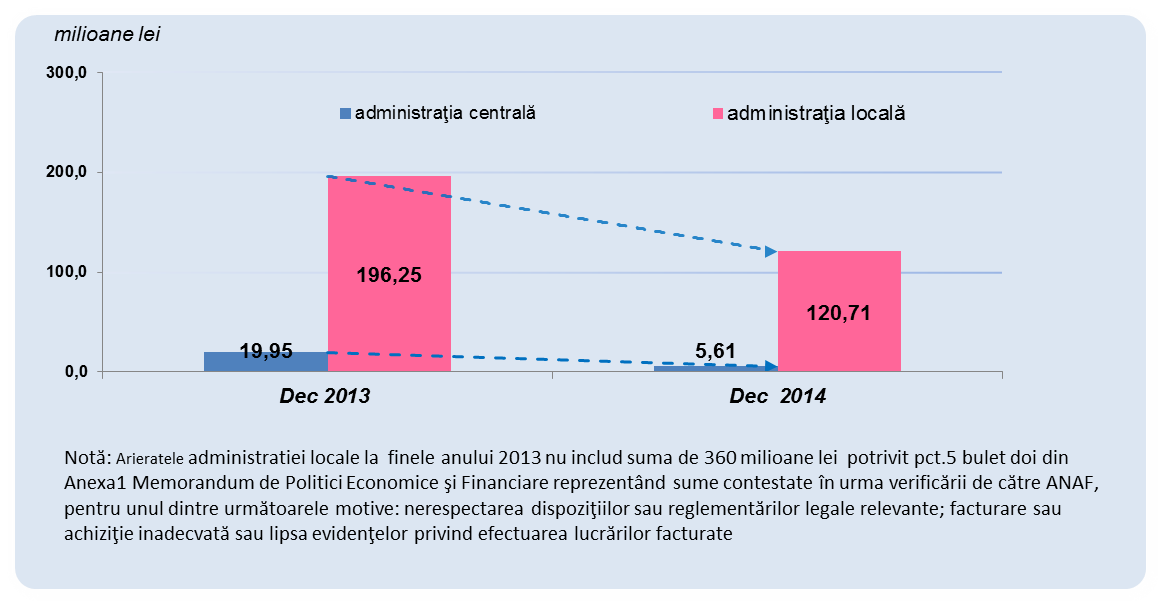 milioane lei
300,0
administraţia centrală
administraţia locală
200,0
100,0
196,25
120,71
19,95
5,61
0,0
Dec 2013
Dec 2014
Notă: Arieratele administratiei locale la finele anului 2013 nu includ suma de 360 milioane lei potrivit pct.5 bulet doi din
Anexa1 Memorandum de Politici Economice şi Financiare reprezentând sume contestate în urma verificării de către ANAF,
pentru unul dintre următoarele motive: nerespectarea dispoziţiilor sau reglementărilor legale relevante; facturare sau
achiziţie inadecvată sau lipsa evidenţelor privind efectuarea lucrărilor facturate